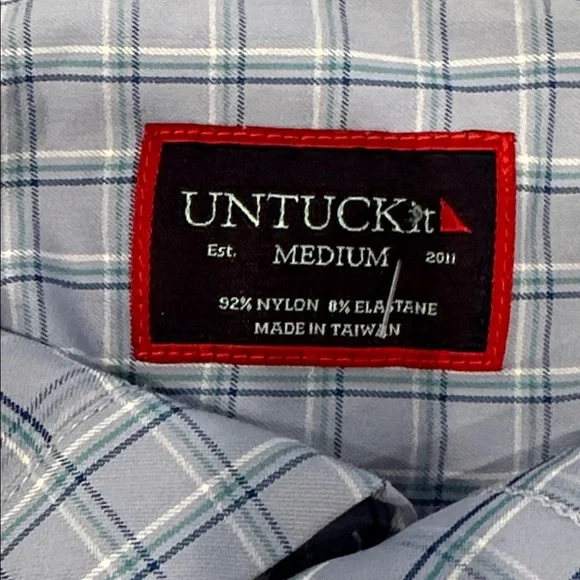 UNTUCKit
Est. MEDIUM 2011
92% NYLON 8% ELASTANE
MADE IN TAIWAN